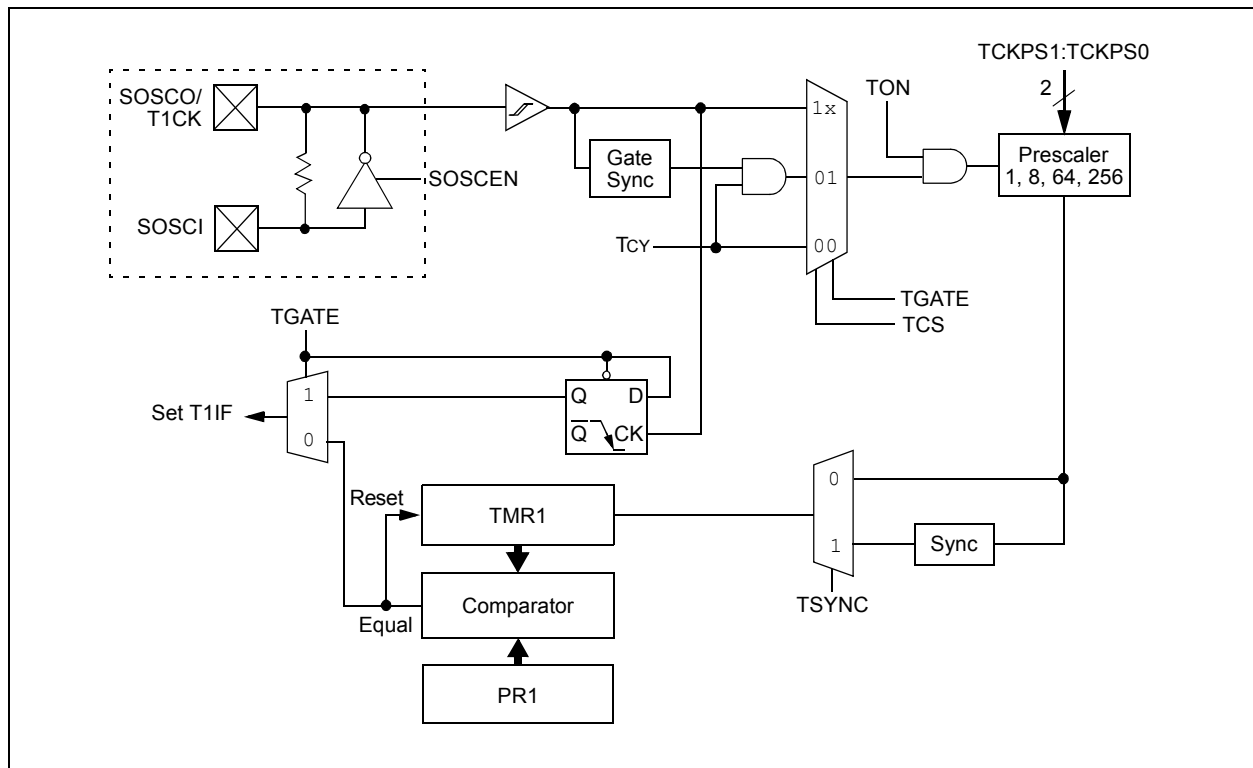 TCKPS1:TCKPS0
2
SOSCO/
T1CK
TON
1x
Gate
Sync
Prescaler
1, 8, 64, 256
SOSCEN
01
SOSCI
TCY
00
TGATE
TCS
TGATE
1
Q
D
Set T1IF
Q
CK
0
Reset
TMR1
0
1
Sync
Comparator
TSYNC
Equal
PR1